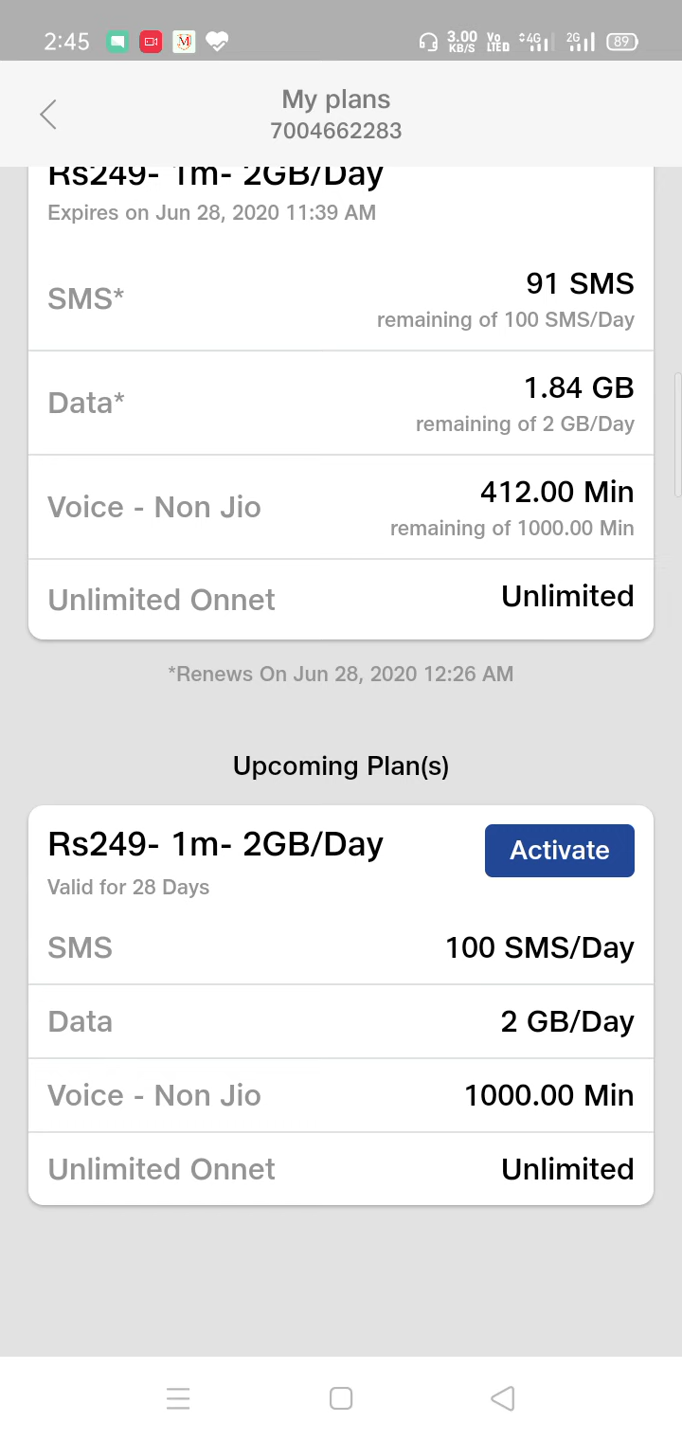 2:45 M 3.00 KB/S Vo LTED 4G 2G 89
My plans
7004662283
Rs249- 1m- 2GB/Day
Expires on Jun 28, 2020 11:39 AM
SMS* 91 SMS
remaining of 100 SMS/Day
Data* 1.84 GB
remaining of 2 GB/Day
Voice - Non Jio 412.00 Min
remaining of 1000.00 Min
Unlimited Onnet Unlimited
*Renews On Jun 28, 2020 12:26 AM
Upcoming Plan(s)
Rs249- 1m- 2GB/Day Activate
Valid for 28 Days
SMS 100 SMS/Day
Data 2 GB/Day
Voice - Non Jio 1000.00 Min
Unlimited Onnet Unlimited